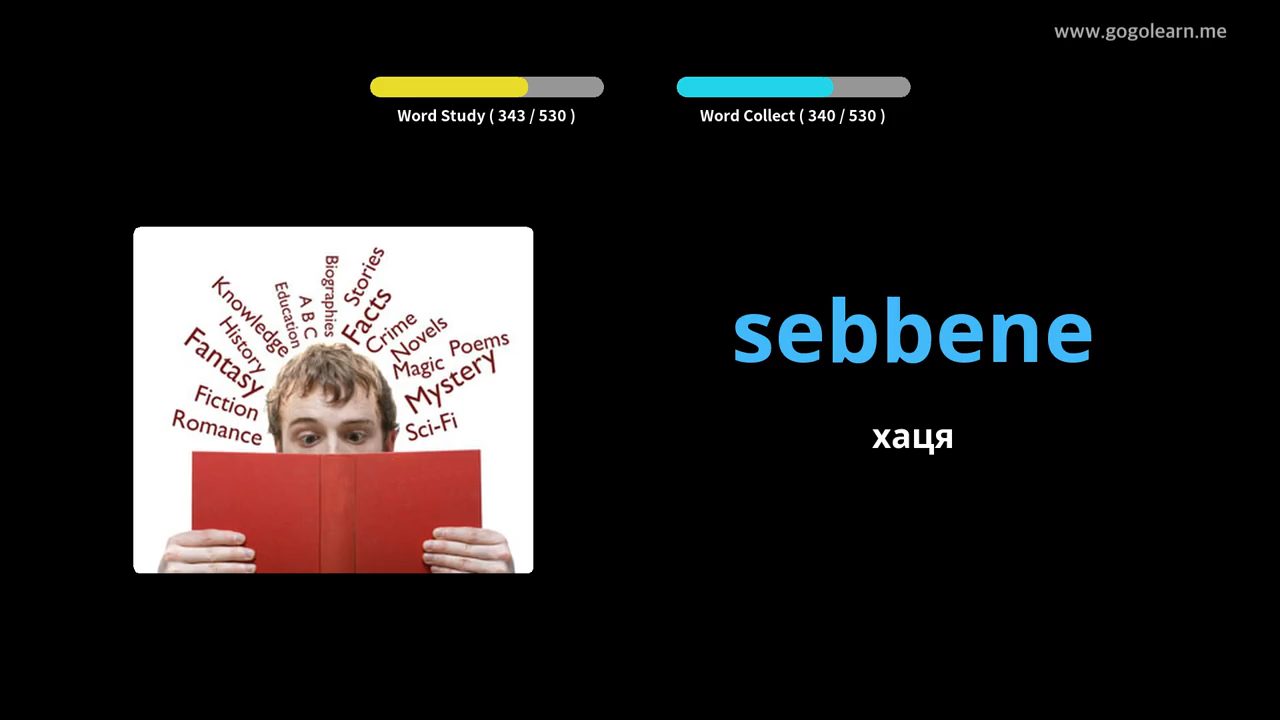 www.gogolearn.me
Word Study ( 343 / 530 )
Word Collect ( 340 / 530 )
Biographies
Stories
Education
A B C
Facts
Knowledge
Crime
History
Novels
Fantasy
Magic
Poems
Mystery
Fiction
Romance
Sci-Fi
sebbene
хаця